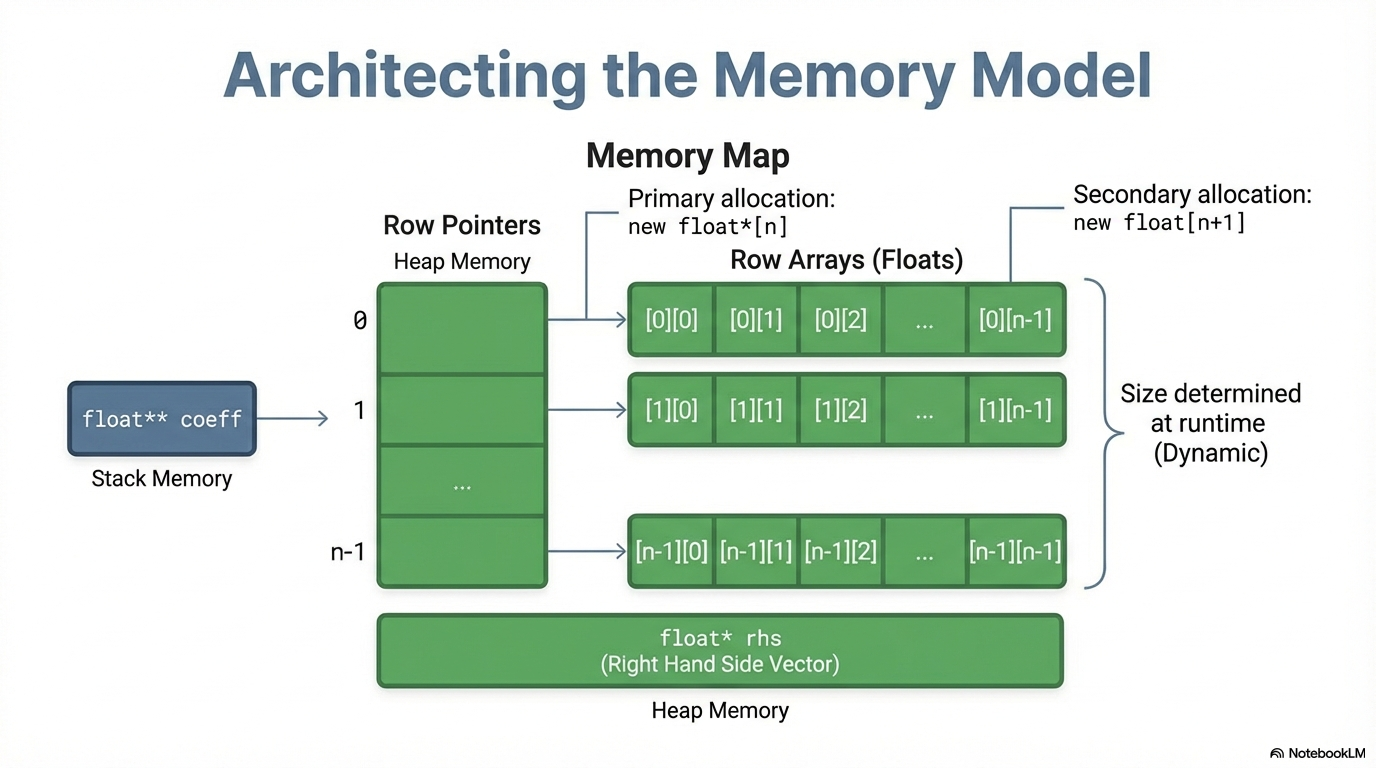 Architecting the Memory Model
Memory Map
Primary allocation:
new float*[n]
Secondary allocation:
new float[n+1]
Row Pointers
Heap Memory
Row Arrays (Floats)
0
[0][0] [0][1] [0][2] ... [0][n-1]
float** coeff
Stack Memory
1
[1][0] [1][1] [1][2] ... [1][n-1]
Size determined
at runtime
(Dynamic)
...
n-1
[n-1][0] [n-1][1] [n-1][2] ... [n-1][n-1]
float* rhs
(Right Hand Side Vector)
Heap Memory
NotebookLM